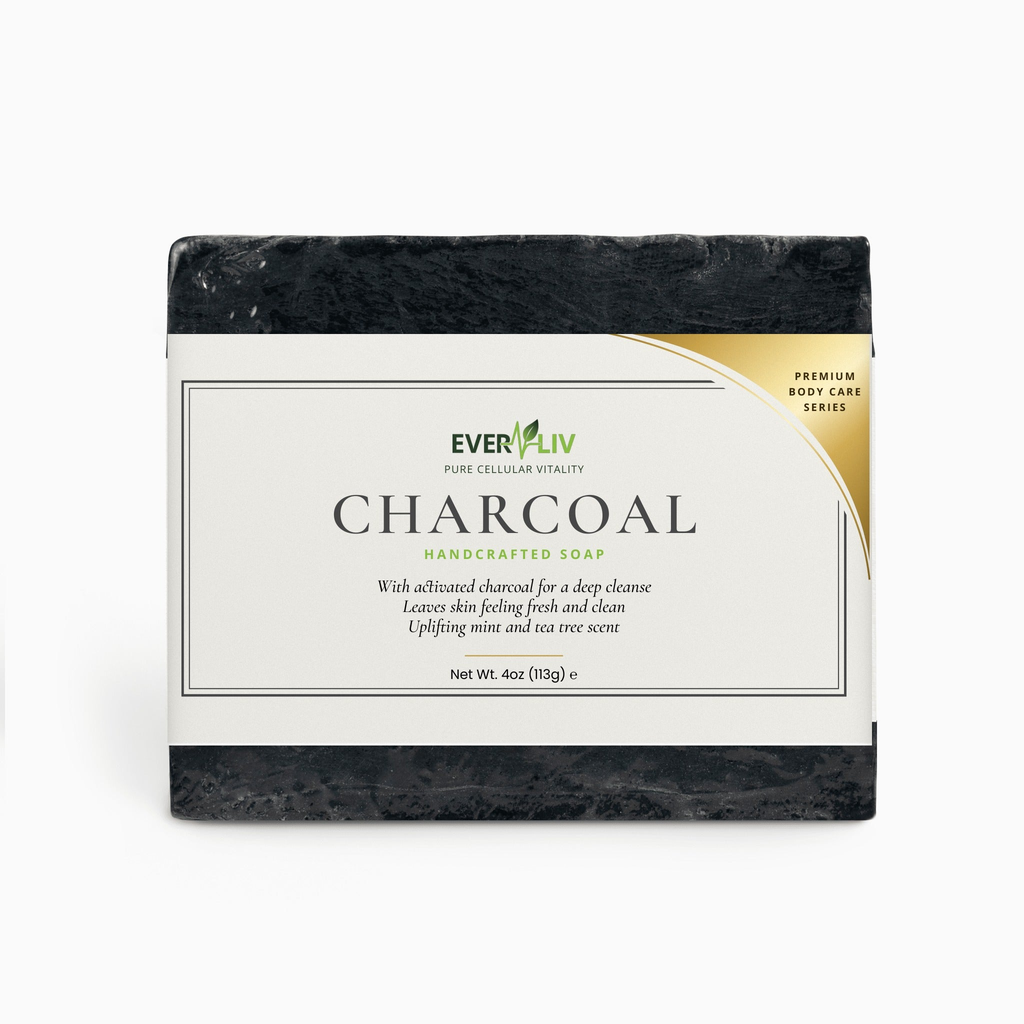 PREMIUM
BODY CARE
SERIES
EVERLIV
PURE CELLULAR VITALITY
CHARCOAL
HANDCRAFTED SOAP
With activated charcoal for a deep cleanse
Leaves skin feeling fresh and clean
Uplifting mint and tea tree scent
Net Wt. 4oz (113g) ℮